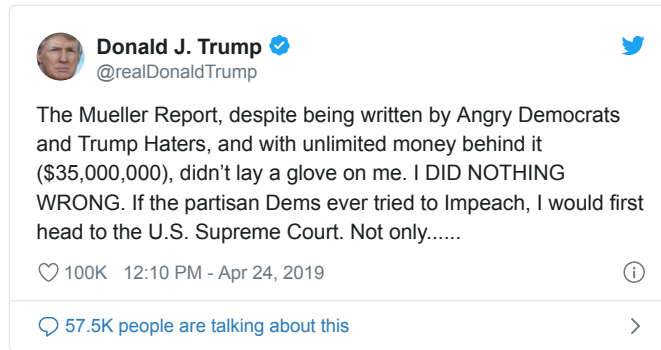 Donald J. Trump
@realDonaldTrump
The Mueller Report, despite being written by Angry Democrats
and Trump Haters, and with unlimited money behind it
($35,000,000), didn’t lay a glove on me. I DID NOTHING
WRONG. If the partisan Dems ever tried to Impeach, I would first
head to the U.S. Supreme Court. Not only......
100K 12:10 PM - Apr 24, 2019
57.5K people are talking about this